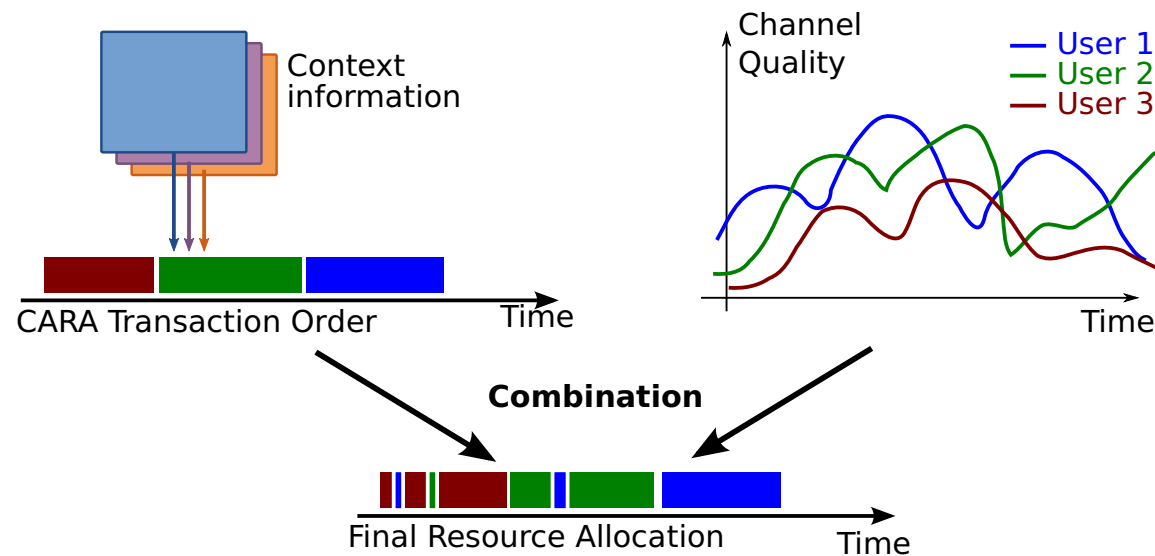 Context
information
CARA Transaction Order
Time
Channel
Quality
User 1
User 2
User 3
Time
Combination
Final Resource Allocation
Time